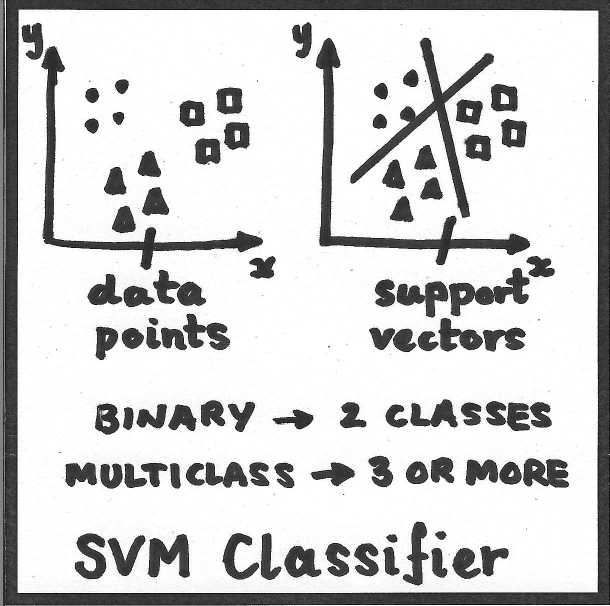 y
y
x
x
data
points
support
vectors
BINARY → 2 CLASSES
MULTICLASS → 3 OR MORE
SVM Classifier